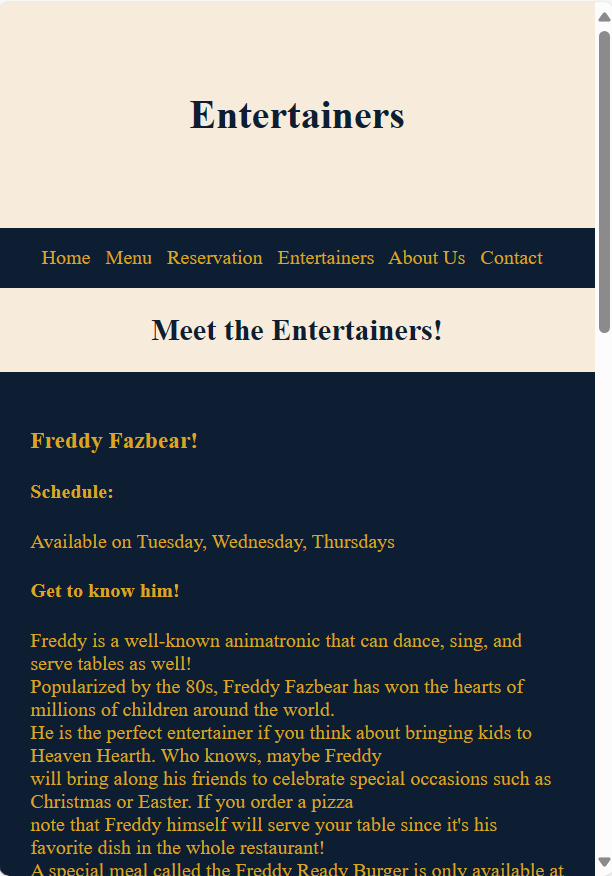 Entertainers
Home Menu Reservation Entertainers About Us Contact
Meet the Entertainers!
Freddy Fazbear!
Schedule:
Available on Tuesday, Wednesday, Thursdays
Get to know him!
Freddy is a well-known animatronic that can dance, sing, and
serve tables as well!
Popularized by the 80s, Freddy Fazbear has won the hearts of
millions of children around the world.
He is the perfect entertainer if you think about bringing kids to
Heaven Hearth. Who knows, maybe Freddy
will bring along his friends to celebrate special occasions such as
Christmas or Easter. If you order a pizza
note that Freddy himself will serve your table since it's his
favorite dish in the whole restaurant!
A special meal called the Freddy Ready Burger is only available at